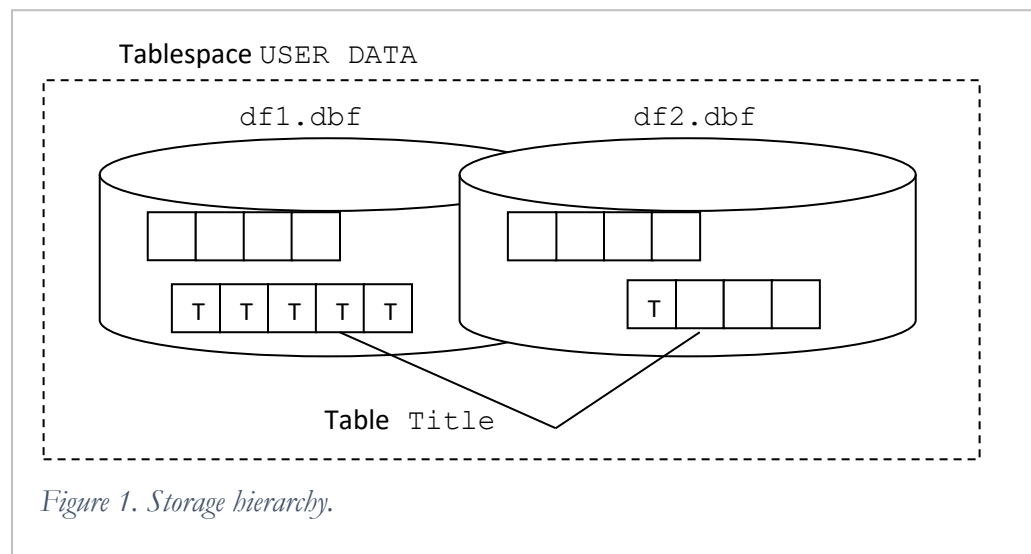 Tablespace USER DATA
df1.dbf df2.dbf
T T T T T T
Table Title
Figure 1. Storage hierarchy.